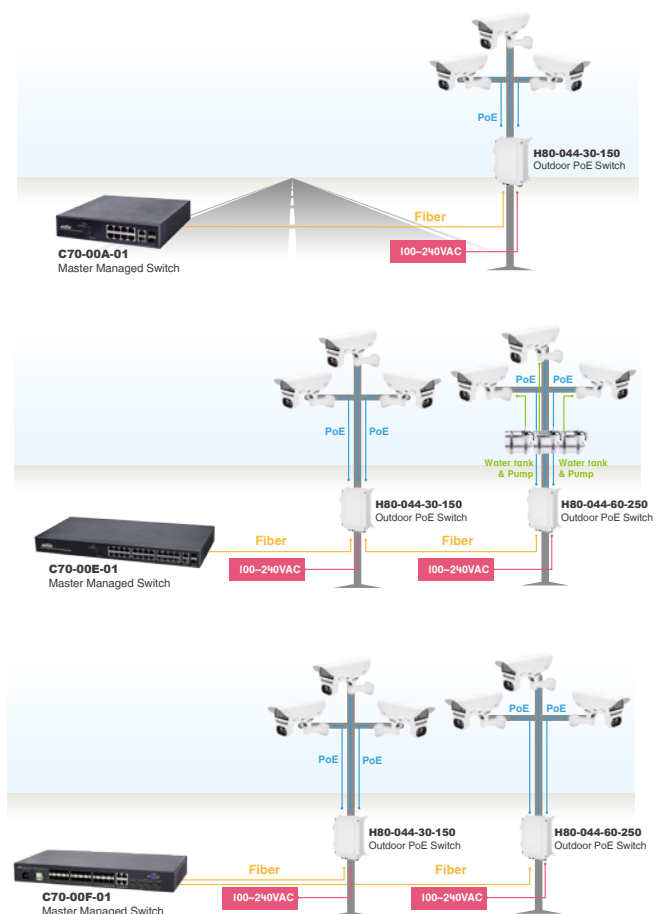 PoE
H80-044-30-150
Outdoor PoE Switch
Fiber
100~240VAC
C70-00A-01
Master Managed Switch
PoE PoE
PoE PoE
Water tank
& Pump
Water tank
& Pump
H80-044-30-150
Outdoor PoE Switch
H80-044-60-250
Outdoor PoE Switch
Fiber
Fiber
100~240VAC
100~240VAC
C70-00E-01
Master Managed Switch
PoE PoE
PoE PoE
H80-044-30-150
Outdoor PoE Switch
H80-044-60-250
Outdoor PoE Switch
Fiber
Fiber
100~240VAC
100~240VAC
C70-00F-01
Master Managed Switch